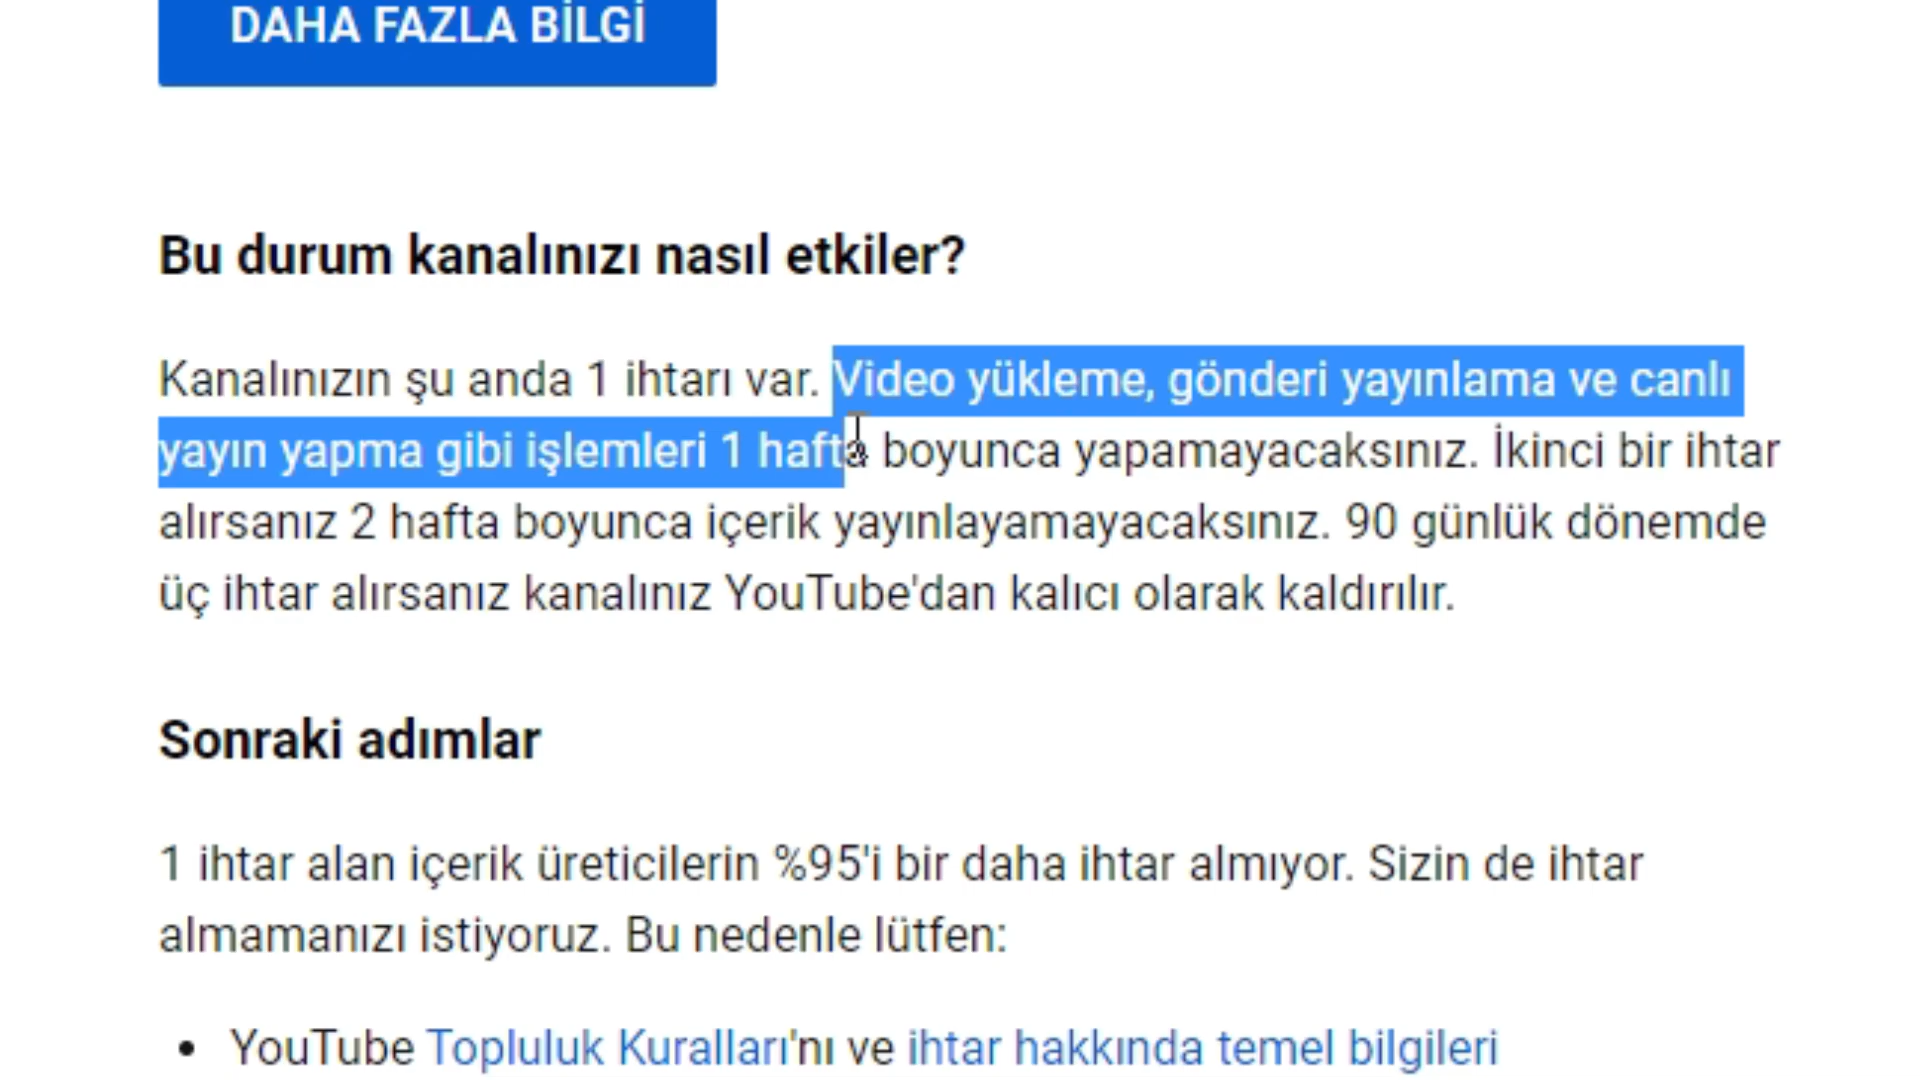 DAHA FAZLA BİLGİ
Bu durum kanalınızı nasıl etkiler?
Kanalınızın şu anda 1 ihtarı var. Video yükleme, gönderi yayınlama ve canlı
yayın yapma gibi işlemleri 1 hafta boyunca yapamayacaksınız. İkinci bir ihtar
alırsanız 2 hafta boyunca içerik yayınlayamayacaksınız. 90 günlük dönemde
üç ihtar alırsanız kanalınız YouTube'dan kalıcı olarak kaldırılır.
Sonraki adımlar
1 ihtar alan içerik üreticilerin %95'i bir daha ihtar almıyor. Sizin de ihtar
almamanızı istiyoruz. Bu nedenle lütfen:
• YouTube Topluluk Kuralları'nı ve ihtar hakkında temel bilgileri